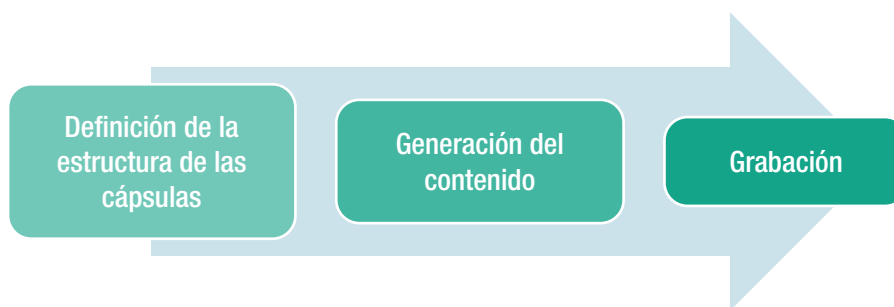 Definición de la
estructura de las
cápsulas
Generación del
contenido
Grabación